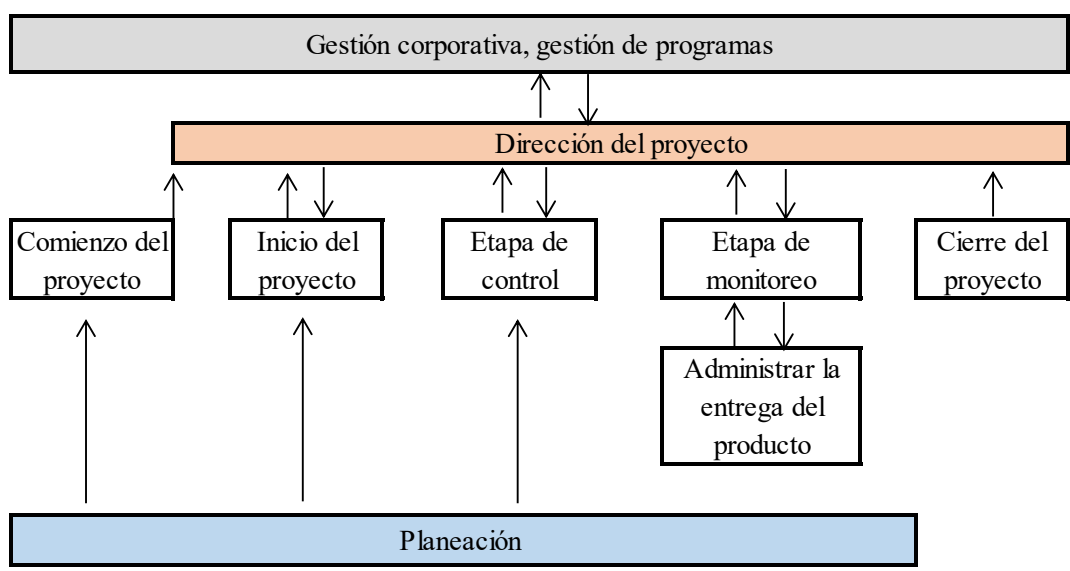 Gestión corporativa, gestión de programas
Dirección del proyecto
Comienzo del
proyecto
Inicio del
proyecto
Etapa de
control
Etapa de
monitoreo
Cierre del
proyecto
Administrar la
entrega del
producto
Planeación